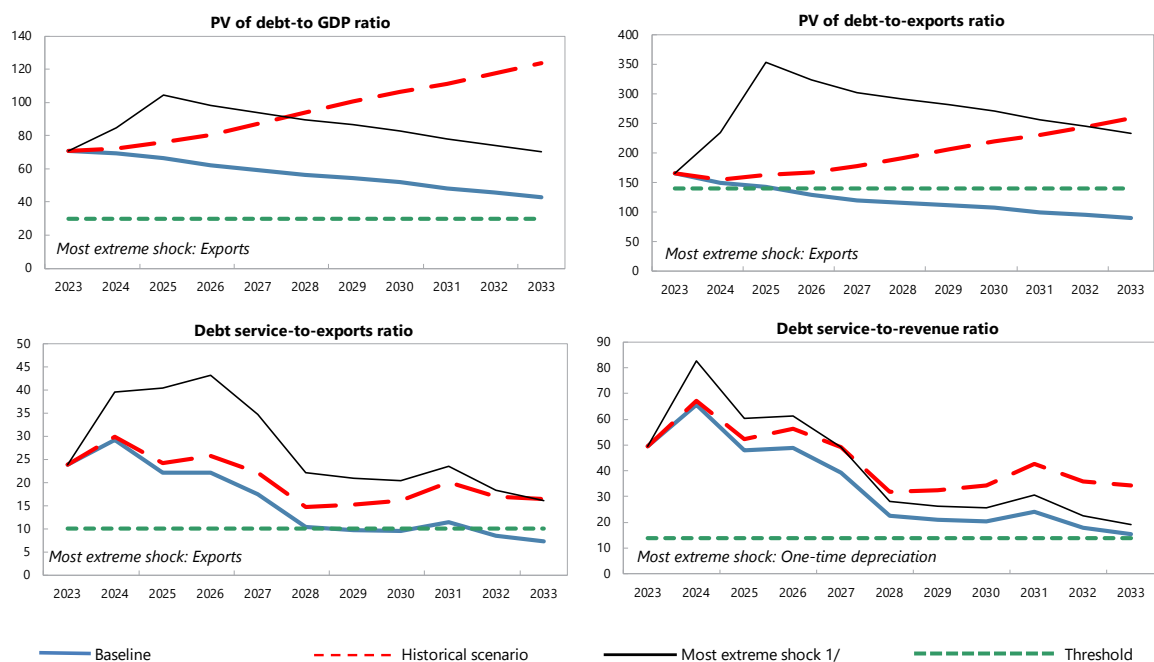 PV of debt-to GDP ratio
140
120
100
80
60
40
20
0
Most extreme shock: Exports
2023 2024 2025 2026 2027 2028 2029 2030 2031 2032 2033
PV of debt-to-exports ratio
400
350
300
250
200
150
100
50
0
Most extreme shock: Exports
2023 2024 2025 2026 2027 2028 2029 2030 2031 2032 2033
Debt service-to-exports ratio
50
45
40
35
30
25
20
15
10
5
0
Most extreme shock: Exports
2023 2024 2025 2026 2027 2028 2029 2030 2031 2032 2033
Debt service-to-revenue ratio
90
80
70
60
50
40
30
20
10
0
Most extreme shock: One-time depreciation
2023 2024 2025 2026 2027 2028 2029 2030 2031 2032 2033
Baseline Historical scenario Most extreme shock 1/ Threshold